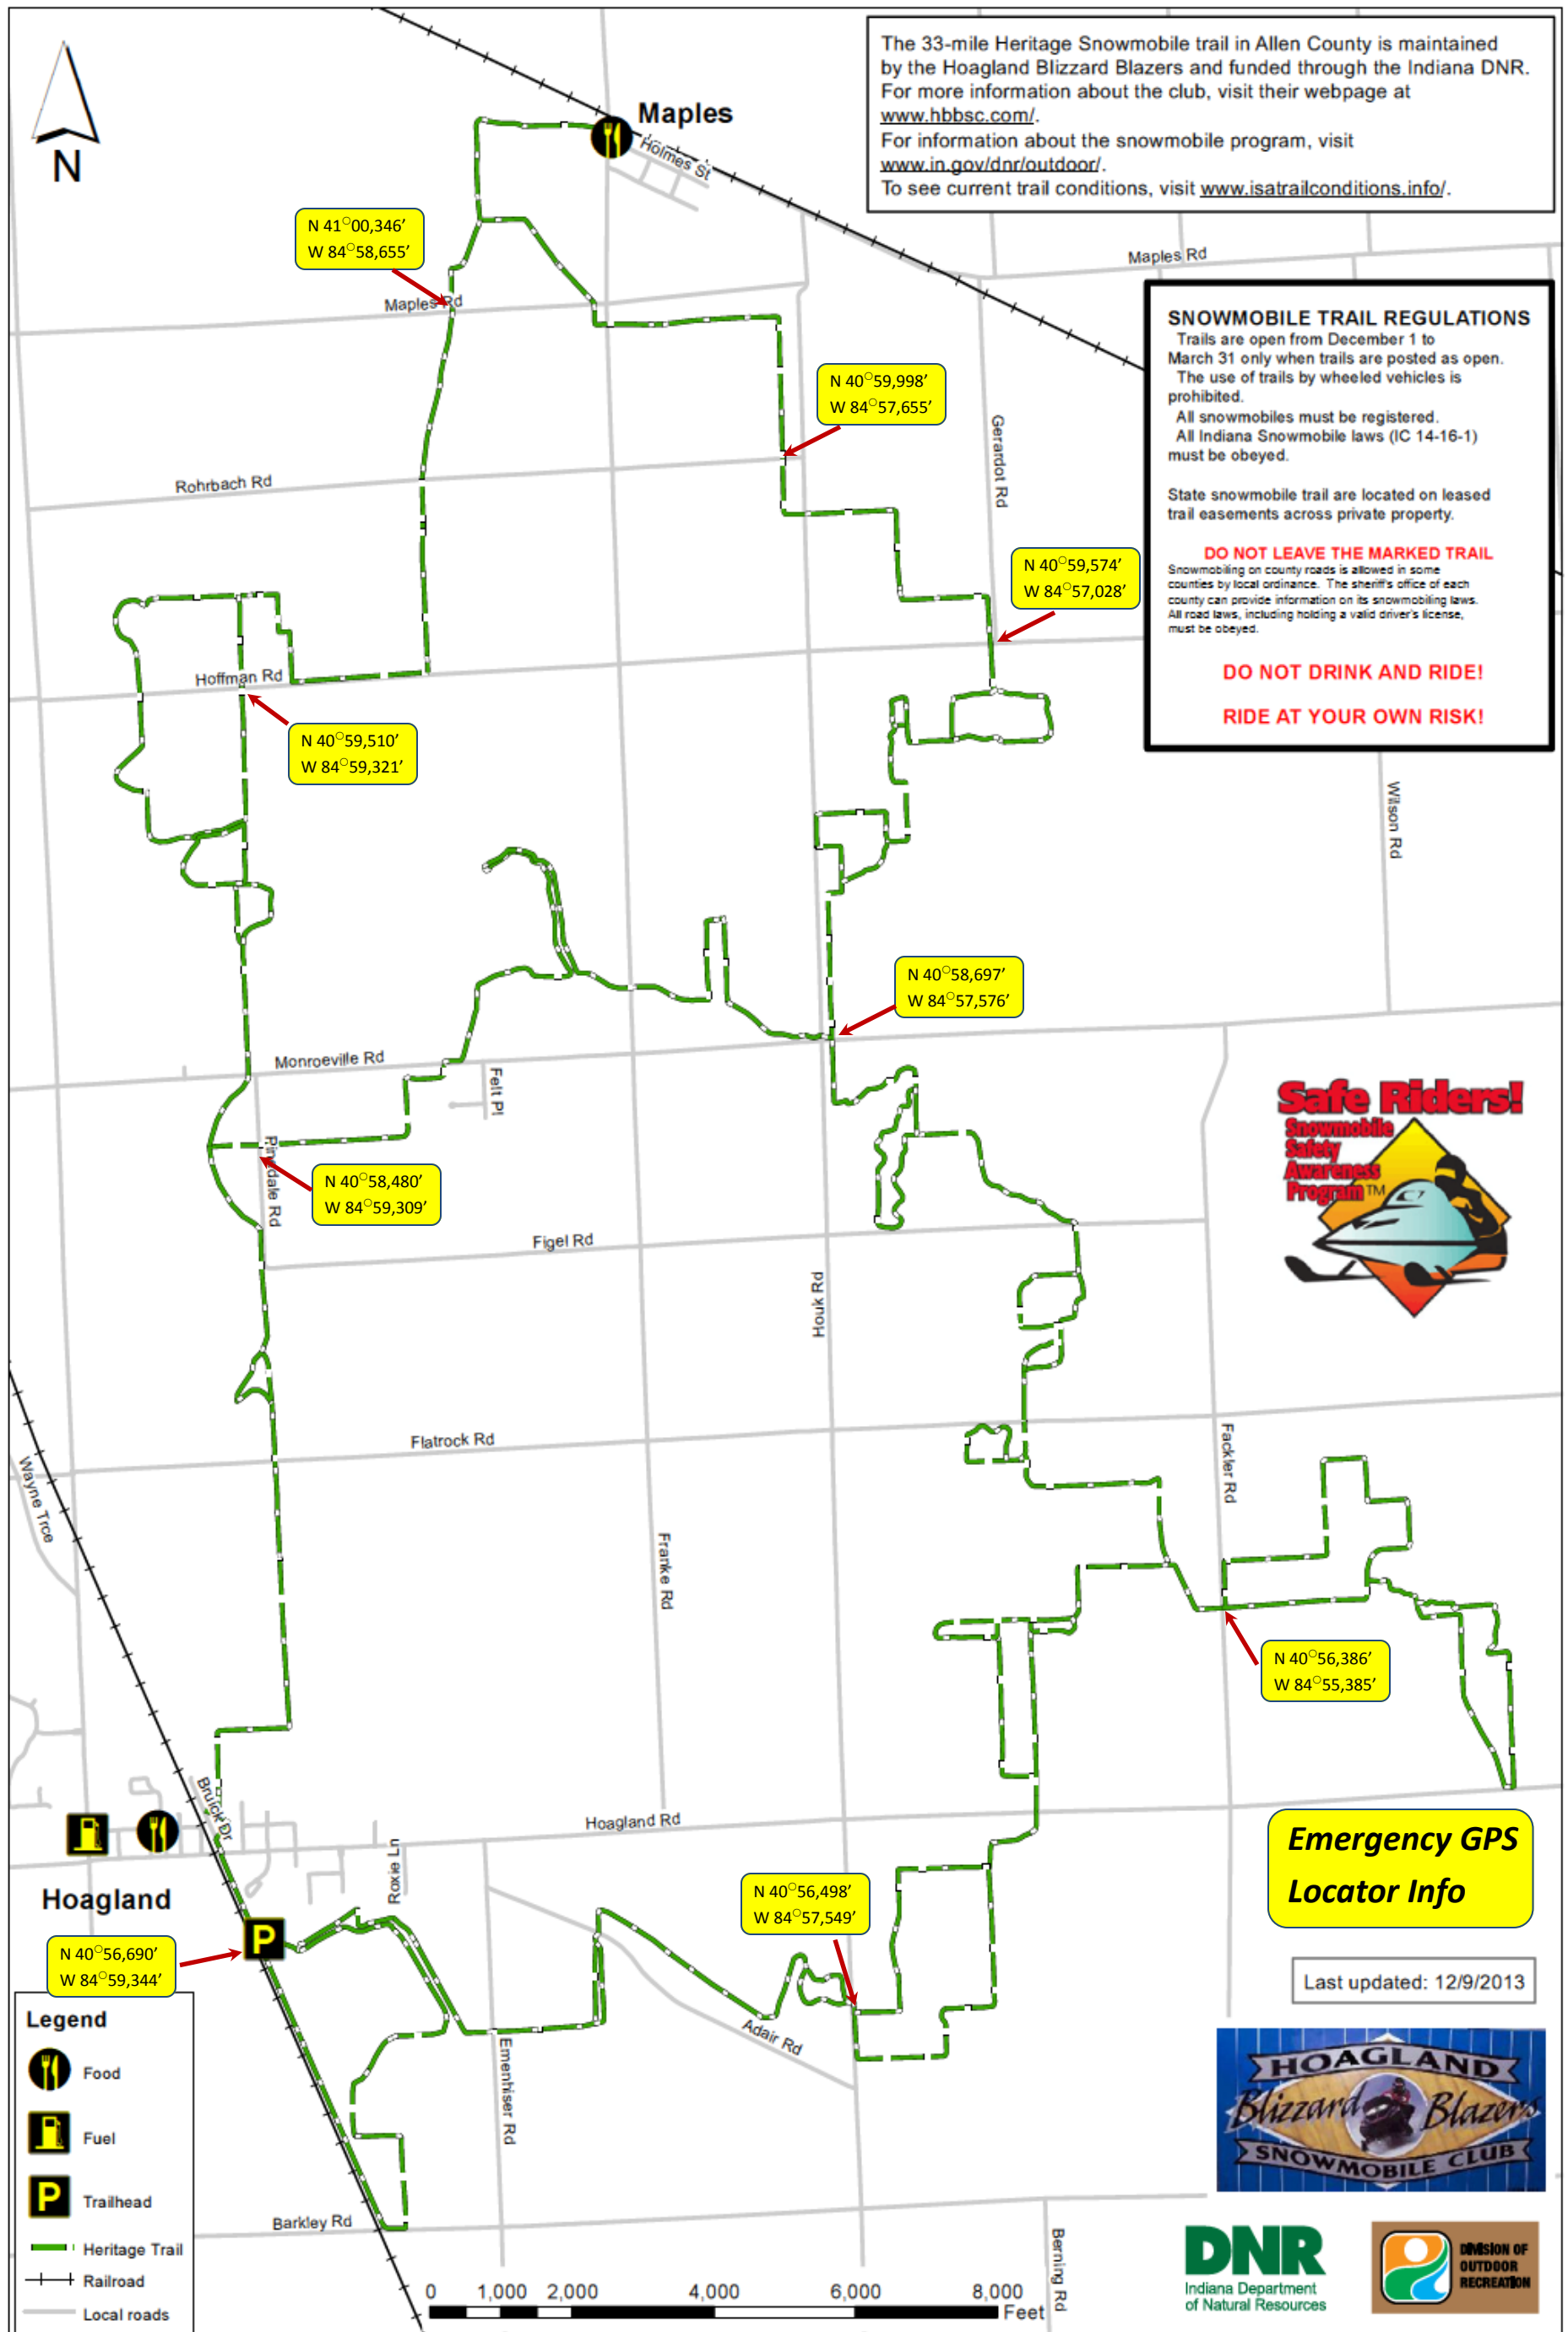 The 33-mile Heritage Snowmobile trail in Allen County is maintained
by the Hoagland Blizzard Blazers and funded through the Indiana DNR.
For more information about the club, visit their webpage at
www.hbbsc.com/.
For information about the snowmobile program, visit
www.in.gov/dnr/outdoor/.
To see current trail conditions, visit www.isatrailconditions.info/.
N
Maples
Holmes St
N 41°00,346′
W 84°58,655′
Maples Rd
Maples Rd
SNOWMOBILE TRAIL REGULATIONS
Trails are open from December 1 to
March 31 only when trails are posted as open.
The use of trails by wheeled vehicles is
prohibited.
All snowmobiles must be registered.
All Indiana Snowmobile laws (IC 14-16-1)
must be obeyed.
State snowmobile trail are located on leased
trail easements across private property.
DO NOT LEAVE THE MARKED TRAIL
Snowmobiling on county roads is allowed in some
counties by local ordinance. The sheriff's office of each
county can provide information on its snowmobiling laws.
All road laws, including holding a valid driver's license,
must be obeyed.
DO NOT DRINK AND RIDE!
RIDE AT YOUR OWN RISK!
N 40°59,998′
W 84°57,655′
Gerardot Rd
Rohrbach Rd
N 40°59,574′
W 84°57,028′
Hoffman Rd
N 40°59,510′
W 84°59,321′
Wilson Rd
N 40°58,697′
W 84°57,576′
Monroeville Rd
Felt Pl
Pinedale Rd
N 40°58,480′
W 84°59,309′
Safe Riders!
Snowmobile
Safety
Awareness
Program™
Figel Rd
Houk Rd
Flatrock Rd
Wayne Trce
Fackler Rd
Franke Rd
N 40°56,386′
W 84°55,385′
Bruick Dr
Hoagland Rd
Roxie Ln
Emergency GPS
Locator Info
Hoagland
N 40°56,498′
W 84°57,549′
P
N 40°56,690′
W 84°59,344′
Last updated: 12/9/2013
Adair Rd
Emenhiser Rd
HOAGLAND
Blizzard Blazers
SNOWMOBILE CLUB
Legend
Food
Fuel
P Trailhead
Heritage Trail
Railroad
Local roads
Barkley Rd
Berning Rd
0 1,000 2,000 4,000 6,000 8,000
Feet
DNR
Indiana Department
of Natural Resources
DIVISION OF
OUTDOOR
RECREATION